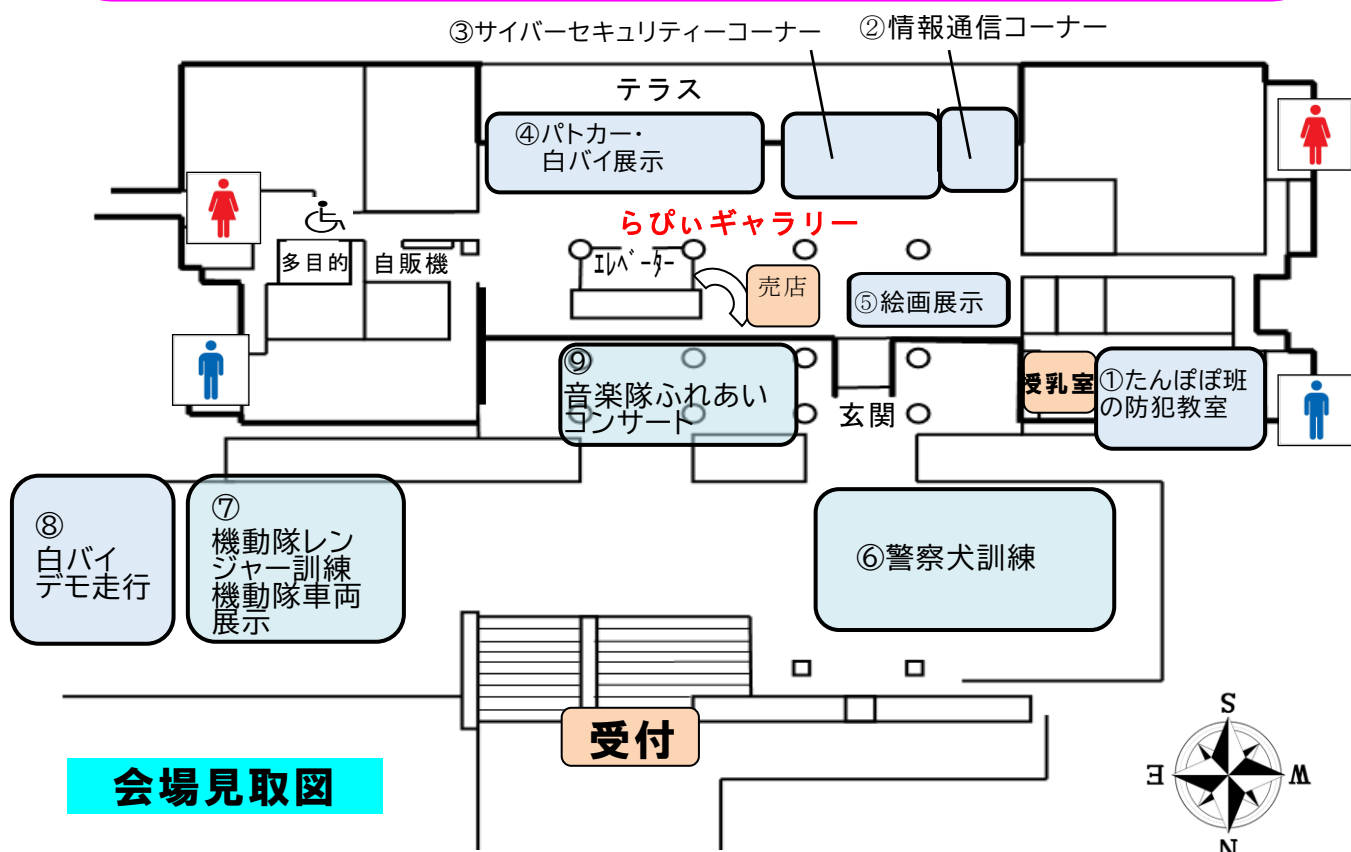 ③サイバーセキュリティーコーナー
②情報通信コーナー
テラス
④パトカー・
白バイ展示
らぴぃギャラリー
多目的
自販機
エレベーター
売店
⑤絵画展示
⑨
音楽隊ふれあい
コンサート
玄関
授乳室
①たんぽぽ班
の防犯教室
⑧
白バイ
デモ走行
⑦
機動隊レン
ジャー訓練
機動隊車両
展示
⑥警察犬訓練
受付
会場見取図
S
E
W
N